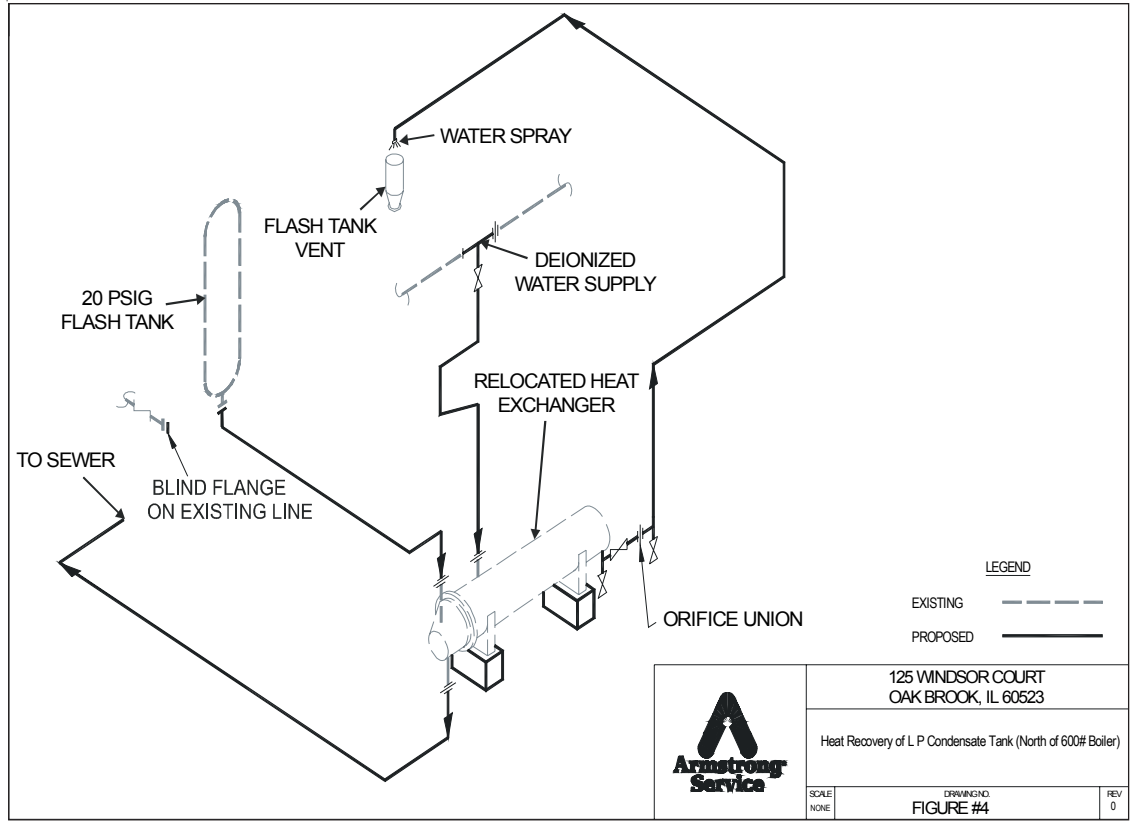 WATER SPRAY
FLASH TANK
VENT
DEIONIZED
WATER SUPPLY
20 PSIG
FLASH TANK
RELOCATED HEAT
EXCHANGER
TO SEWER
BLIND FLANGE
ON EXISTING LINE
ORIFICE UNION
LEGEND
EXISTING
PROPOSED
125 WINDSOR COURT
OAK BROOK, IL 60523
Heat Recovery of L P Condensate Tank (North of 600# Boiler)
Armstrong
Service
SCALE
NONE
DRAWING NO.
FIGURE #4
REV
0